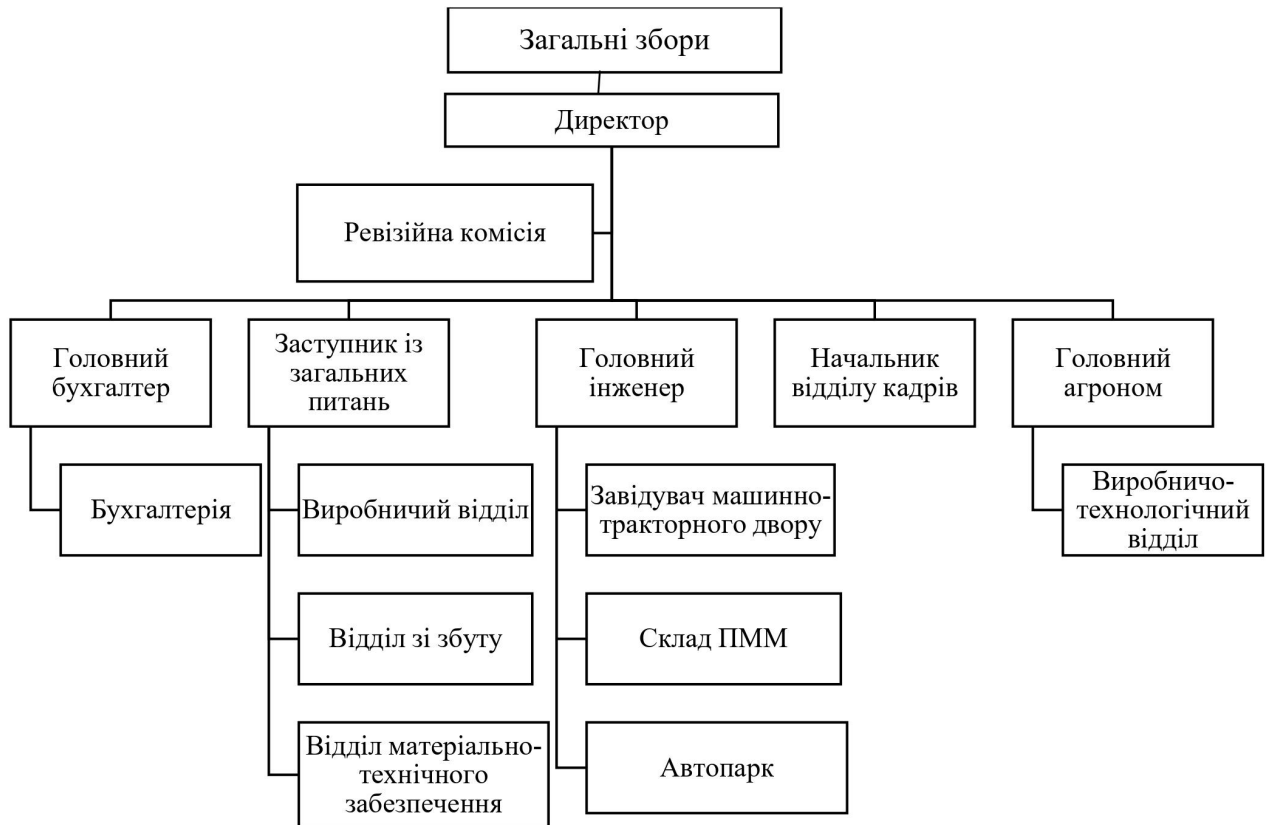 Загальні збори
Директор
Ревізійна комісія
Головний
бухгалтер
Заступник із
загальних
питань
Головний
інженер
Начальник
відділу кадрів
Головний
агроном
Бухгалтерія
Виробничий відділ
Завідувач машинно-
тракторного двору
Виробничо-
технологічний
відділ
Відділ зі збуту
Склад ПММ
Відділ матеріально-
технічного
забезпечення
Автопарк